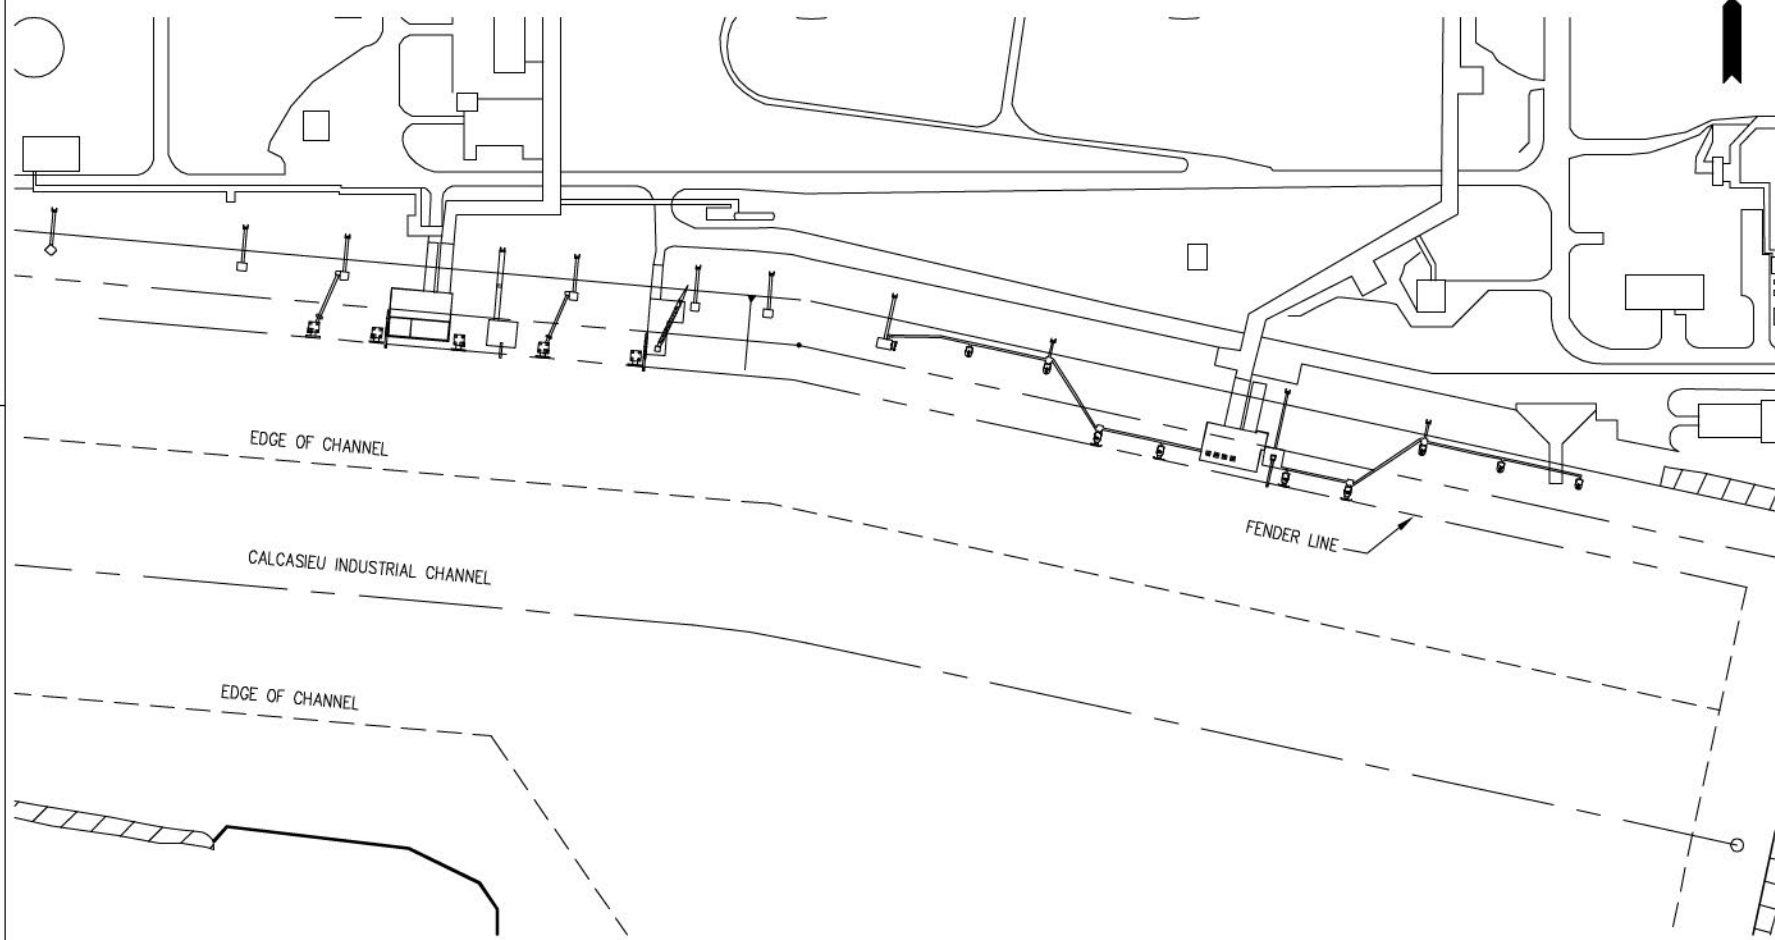 EDGE OF CHANNEL
FENDER LINE
CALCASIEU INDUSTRIAL CHANNEL
EDGE OF CHANNEL